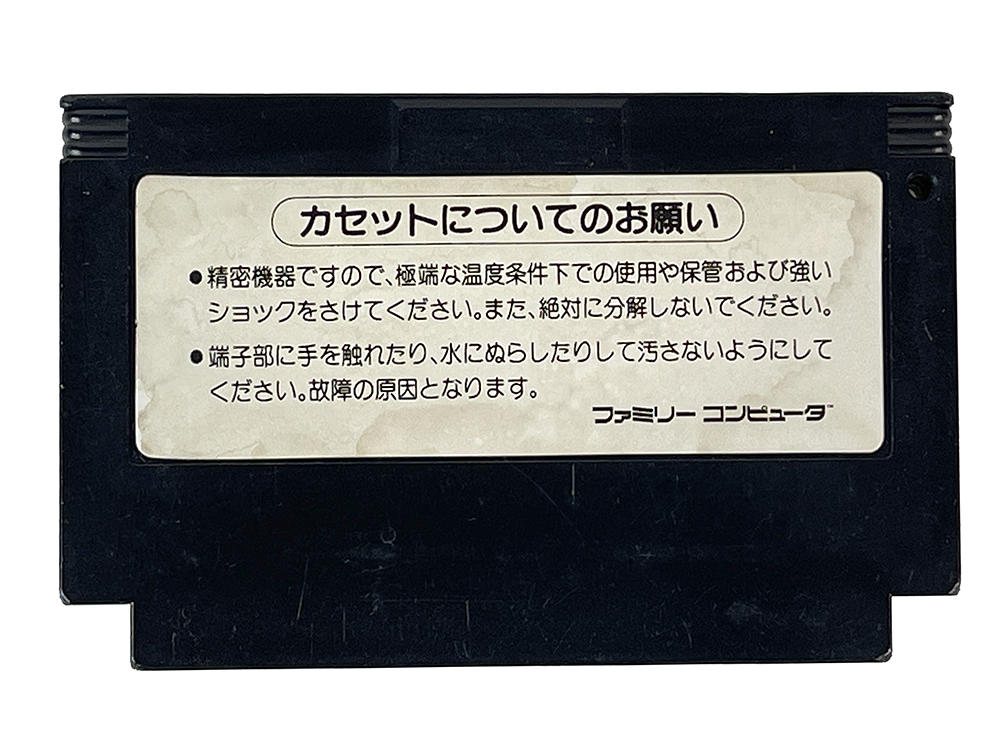 カセットについてのお願い
●精密機器ですので、極端な温度条件下での使用や保管および強い
ショックをさけてください。また、絶対に分解しないでください。
●端子部に手を触れたり、水にぬらしたりして汚さないようにして
ください。故障の原因となります。
ファミリーコンピュータ™